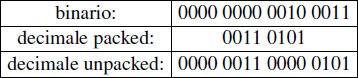 binario: 0000 0000 0010 0011
decimale packed: 0011 0101
decimale unpacked: 0000 0011 0000 0101